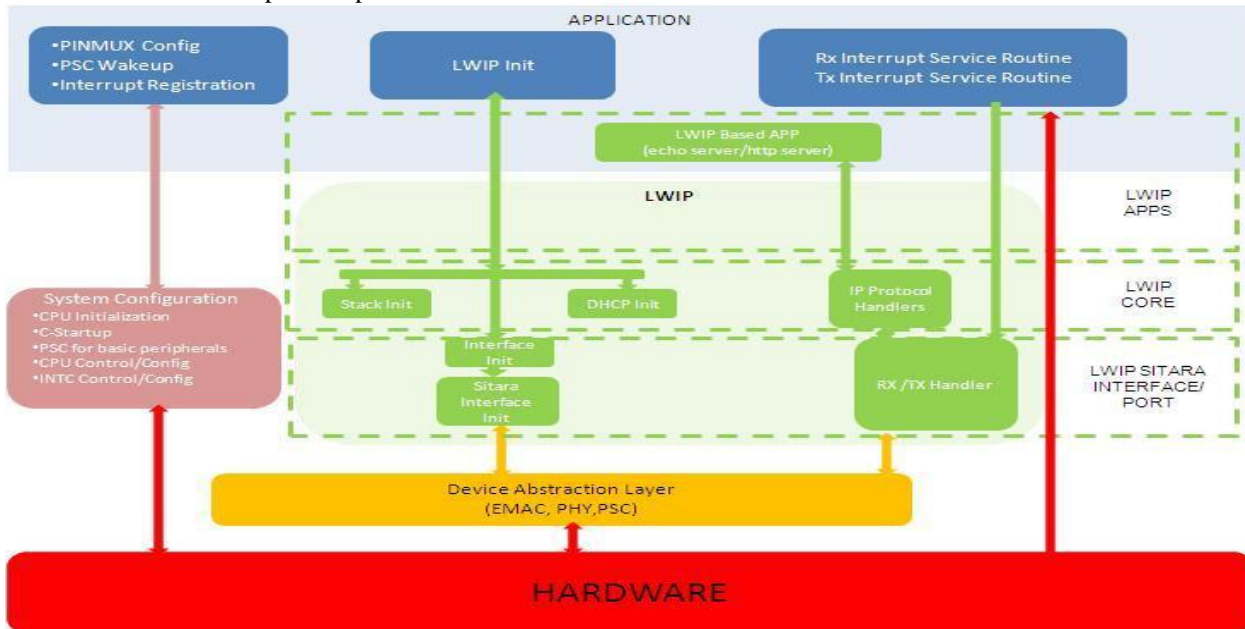 APPLICATION
•PINMUX Config
•PSC Wakeup
•Interrupt Registration
LWIP Init
Rx Interrupt Service Routine
Tx Interrupt Service Routine
LWIP Based APP
(echo server/http server)
LWIP
LWIP
APPS
System Configuration
•CPU Initialization
•C-Startup
•PSC for basic peripherals
•CPU Control/Config
•INTC Control/Config
Stack Init
DHCP Init
IP Protocol
Handlers
LWIP
CORE
Interface
Init
Sitara
Interface
Init
RX /TX Handler
LWIP SITARA
INTERFACE/
PORT
Device Abstraction Layer
(EMAC, PHY,PSC)
HARDWARE